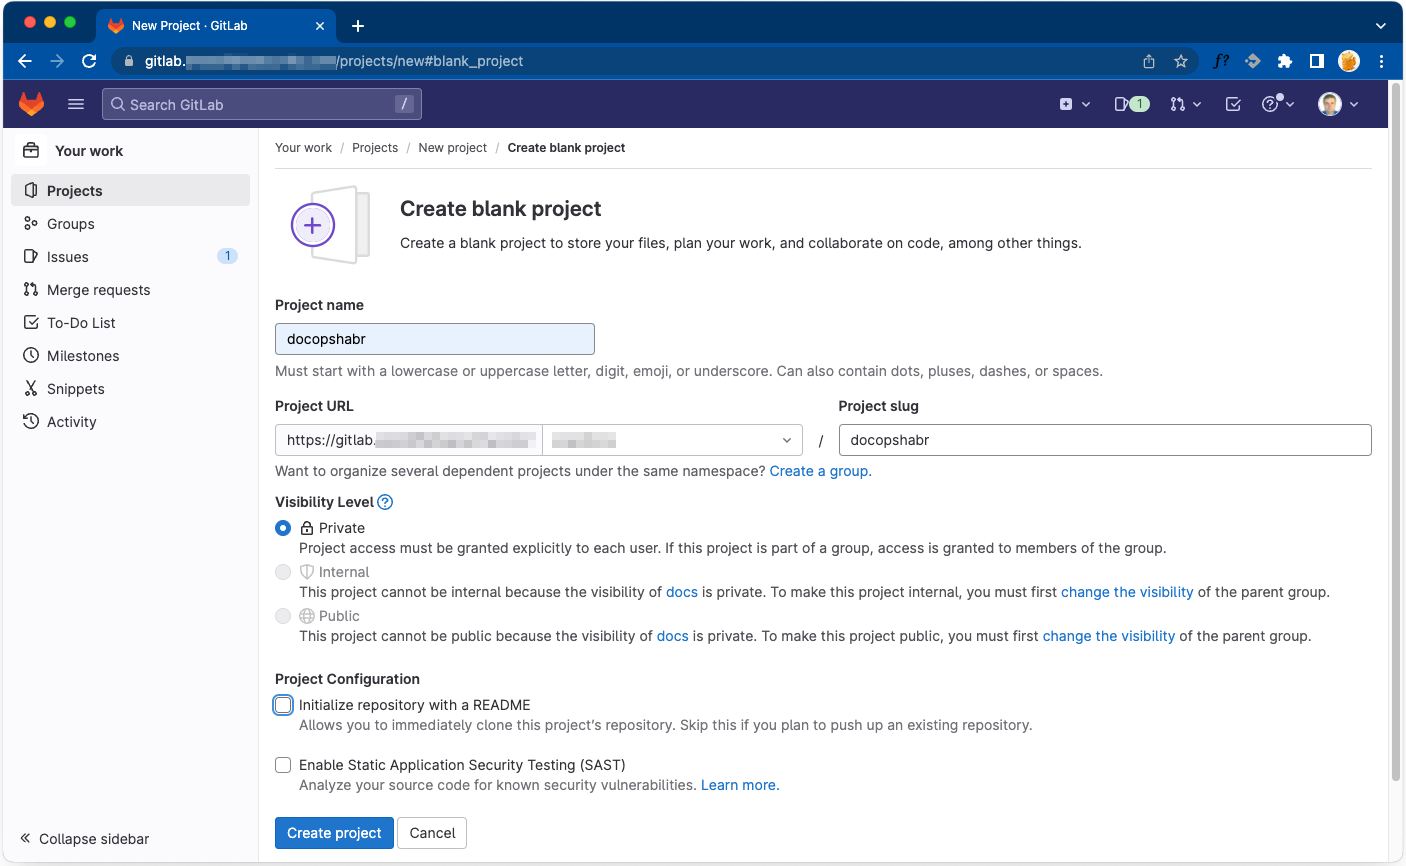 New Project · GitLab
gitlab. /projects/new#blank_project
f?
Search GitLab /
1
Your work
Projects
Groups
Issues 1
Merge requests
To-Do List
Milestones
Snippets
Activity
Collapse sidebar
Your work / Projects / New project / Create blank project
Create blank project
Create a blank project to store your files, plan your work, and collaborate on code, among other things.
Project name
docopshabr
Must start with a lowercase or uppercase letter, digit, emoji, or underscore. Can also contain dots, pluses, dashes, or spaces.
Project URL
https://gitlab.
/
Project slug
docopshabr
Want to organize several dependent projects under the same namespace? Create a group.
Visibility Level
Private
Project access must be granted explicitly to each user. If this project is part of a group, access is granted to members of the group.
Internal
This project cannot be internal because the visibility of docs is private. To make this project internal, you must first change the visibility of the parent group.
Public
This project cannot be public because the visibility of docs is private. To make this project public, you must first change the visibility of the parent group.
Project Configuration
Initialize repository with a README
Allows you to immediately clone this project's repository. Skip this if you plan to push up an existing repository.
Enable Static Application Security Testing (SAST)
Analyze your source code for known security vulnerabilities. Learn more.
Create project
Cancel